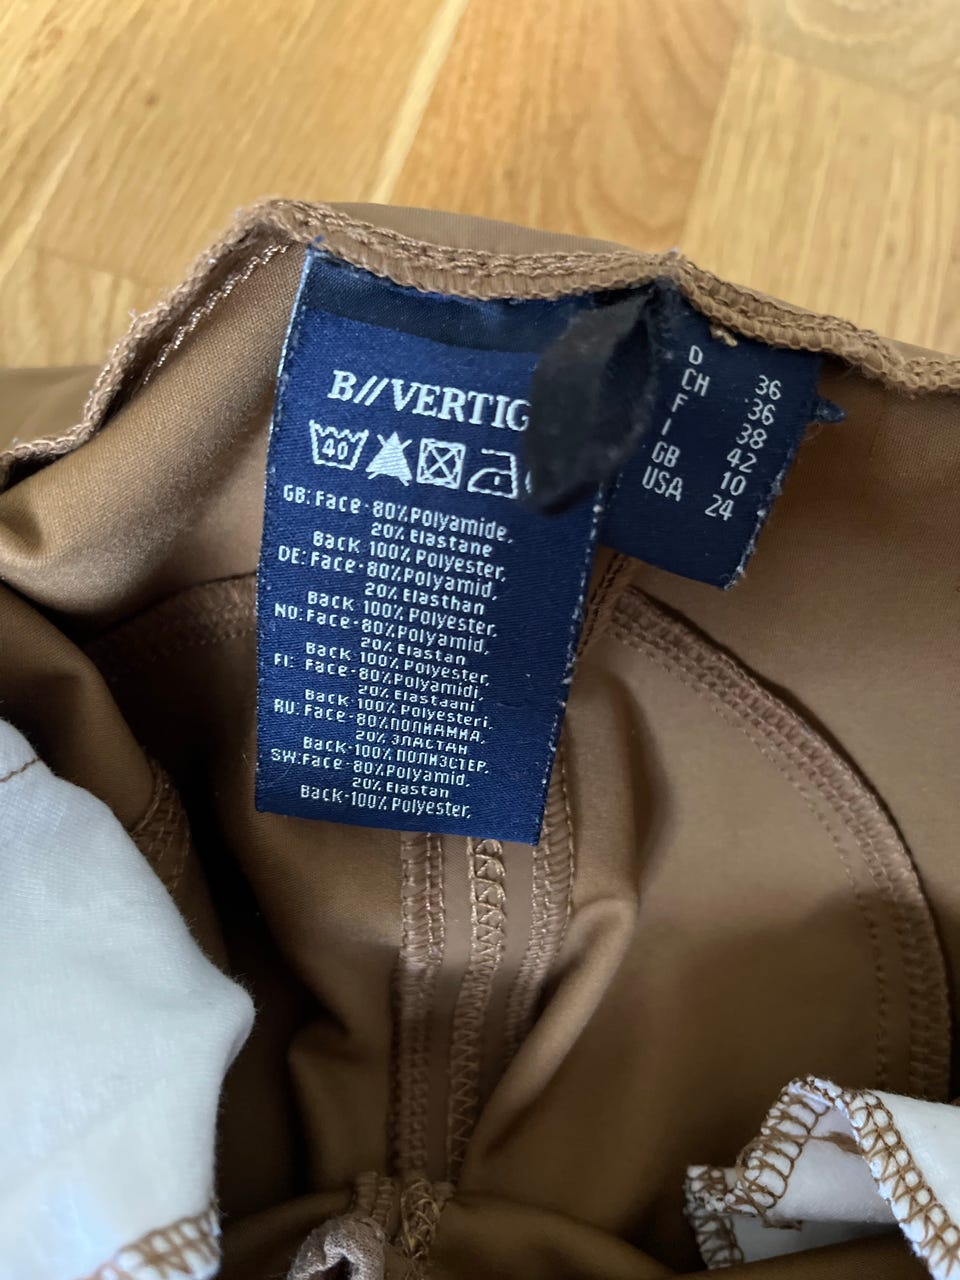 B//VERTIG
40
GB: Face - 80% Polyamide,
20% Elastane
Back 100% Polyester,
DE: Face - 80% Polyamid,
20% Elasthan
Back 100% Polyester,
NO: Face - 80% Polyamid,
20% Elastan
Back 100% Polyester,
FI: Face - 80% Polyamidi,
20% Elastaani
Back 100% Polyesteri,
RU: Face - 80% ПОЛИАМИА,
20% ЭЛАСТАН
Back - 100% ПОЛИЭСТЕР,
SW: Face - 80% Polyamid,
20% Elastan
Back - 100% Polyester,
D 36
CH 36
F 38
I 42
GB 10
USA 24